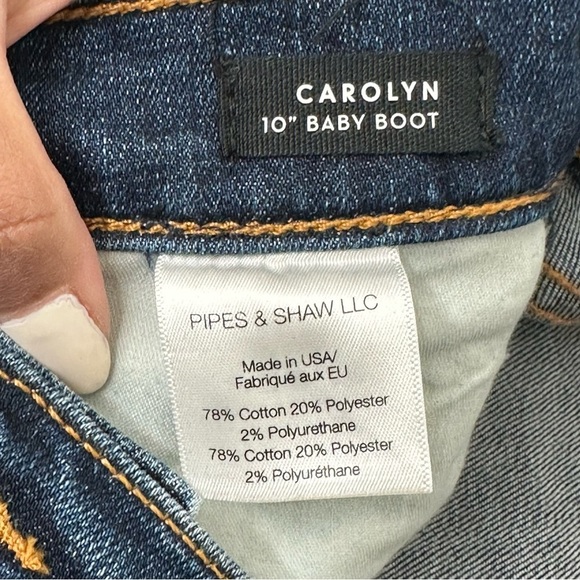 CAROLYN
10" BABY BOOT
PIPES & SHAW LLC
Made in USA/
Fabriqué aux EU
78% Cotton 20% Polyester
2% Polyurethane
78% Cotton 20% Polyester
2% Polyuréthane